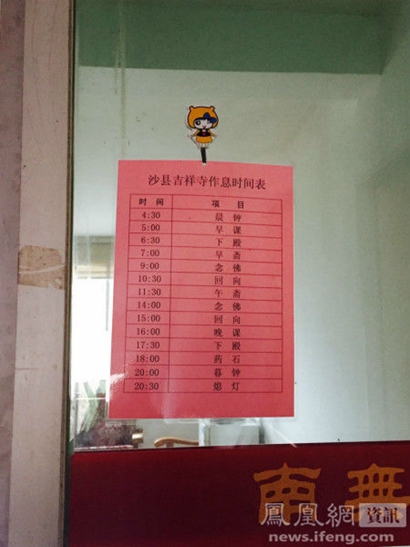 沙县吉祥寺作息时间表
时 间 项 目
4:30 晨 钟
5:00 早 课
6:30 下 殿
7:00 早 斋
9:00 念 佛
10:30 回 向
11:30 午 斋
14:00 念 佛
15:00 回 向
16:00 晚 课
17:30 下 殿
18:00 药 石
20:00 暮 钟
20:30 熄 灯
南無
鳳凰網資訊
news.ifeng.com